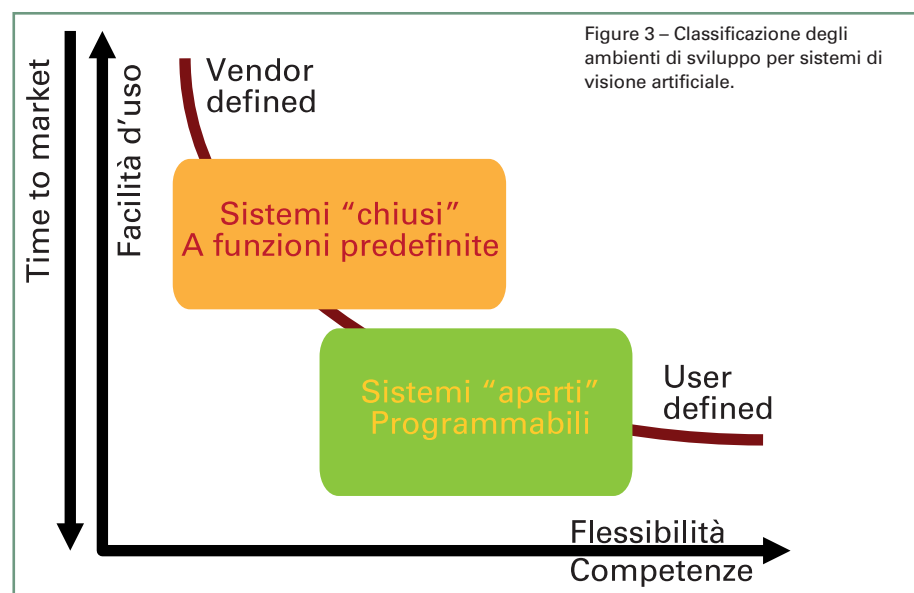 Figure 3 – Classificazione degli
ambienti di sviluppo per sistemi di
visione artificiale.
Time to market
Facilità d’uso
Vendor
defined
Sistemi “chiusi”
A funzioni predefinite
Sistemi “aperti”
Programmabili
User
defined
Flessibilità
Competenze